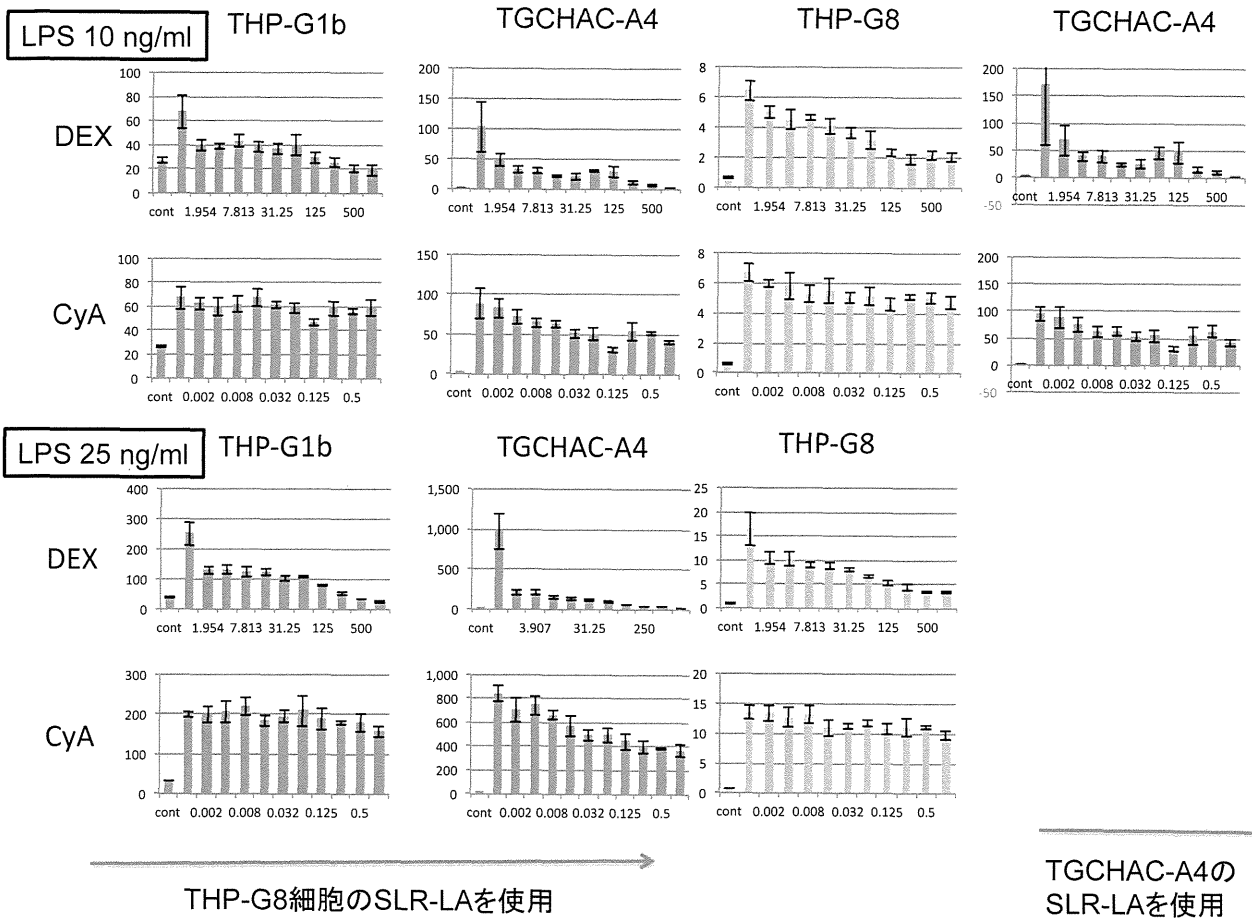 LPS 10 ng/ml
THP-G1b
TGCHAC-A4
THP-G8
TGCHAC-A4
DEX
100
80
60
40
20
0
cont 1.954 7.813 31.25 125 500
200
150
100
50
0
cont 1.954 7.813 31.25 125 500
8
6
4
2
0
cont 1.954 7.813 31.25 125 500
200
150
100
50
0
-50
cont 1.954 7.813 31.25 125 500
CyA
100
80
60
40
20
0
cont 0.002 0.008 0.032 0.125 0.5
150
100
50
0
cont 0.002 0.008 0.032 0.125 0.5
8
6
4
2
0
cont 0.002 0.008 0.032 0.125 0.5
200
150
100
50
0
-50
cont 0.002 0.008 0.032 0.125 0.5
LPS 25 ng/ml
THP-G1b
TGCHAC-A4
THP-G8
DEX
400
300
200
100
0
cont 1.954 7.813 31.25 125 500
1,500
1,000
500
0
cont 3.907 31.25 250
25
20
15
10
5
0
cont 1.954 7.813 31.25 125 500
CyA
300
200
100
0
cont 0.002 0.008 0.032 0.125 0.5
1,000
800
600
400
200
0
cont 0.002 0.008 0.032 0.125 0.5
20
15
10
5
0
cont 0.002 0.008 0.032 0.125 0.5
THP-G8細胞のSLR-LAを使用
TGCHAC-A4の
SLR-LAを使用